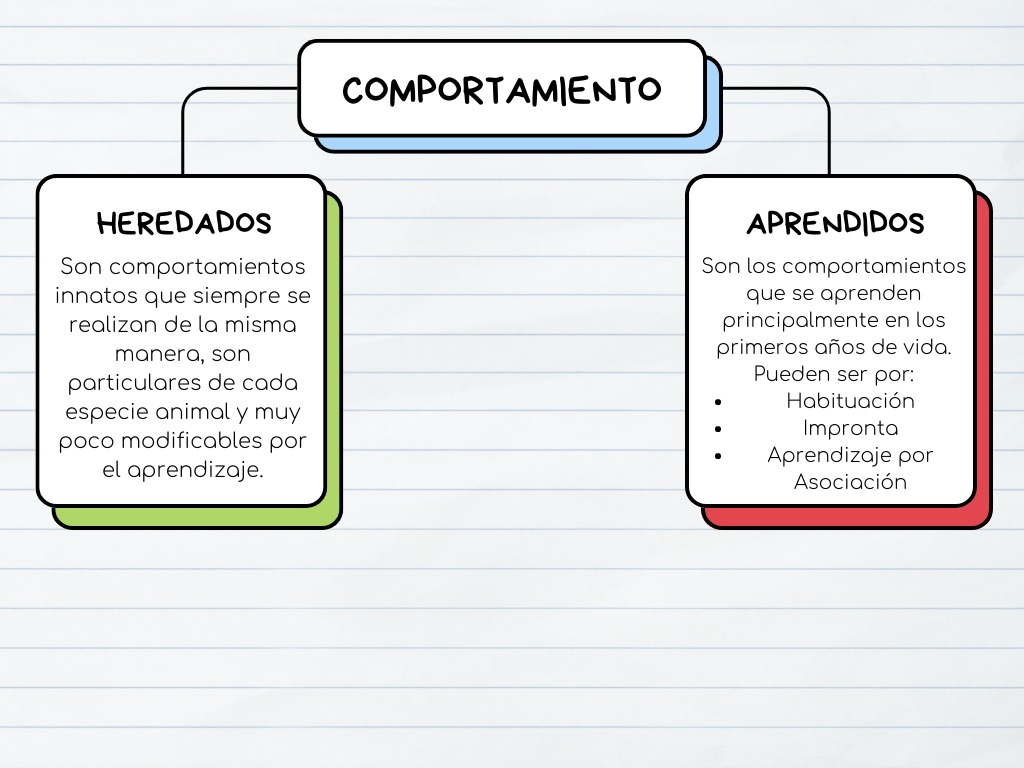 COMPORTAMIENTO
HEREDADOS
Son comportamientos
innatos que siempre se
realizan de la misma
manera, son
particulares de cada
especie animal y muy
poco modificables por
el aprendizaje.
APRENDIDOS
Son los comportamientos
que se aprenden
principalmente en los
primeros años de vida.
Pueden ser por:
• Habituación
• Impronta
• Aprendizaje por
Asociación